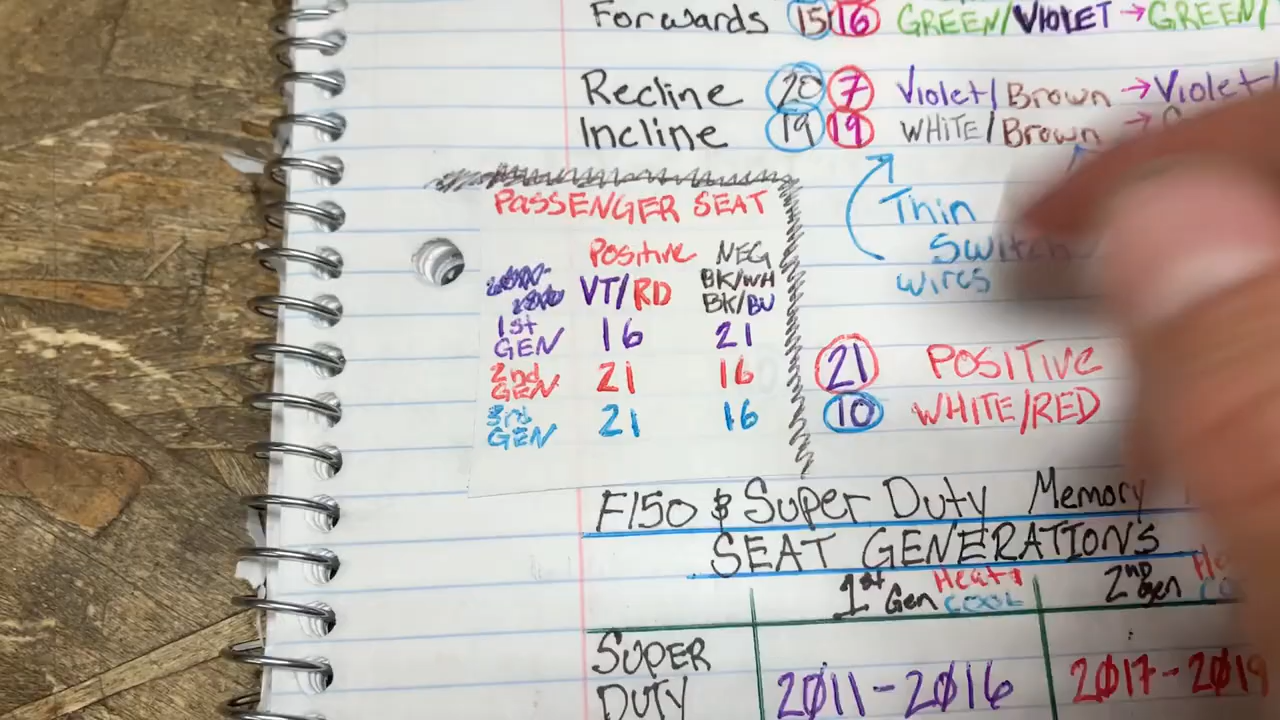 Forwards 15 16 GREEN/VIOLET → GREEN/
Recline 20 7 Violet/Brown → Violet/
Incline 19 19 WHITE/Brown →
PASSENGER SEAT
Positive NEG
VT/RD BK/WH
BK/BU
1st GEN 16 21
2nd GEN 21 16
3rd GEN 21 16
Thin
Switch
wires
21 POSITIVE
10 WHITE/RED
F150 & Super Duty Memory
SEAT GENERATIONS
1st Gen Heat & COOL 2nd Gen
SUPER
DUTY 2011-2016 2017-2019